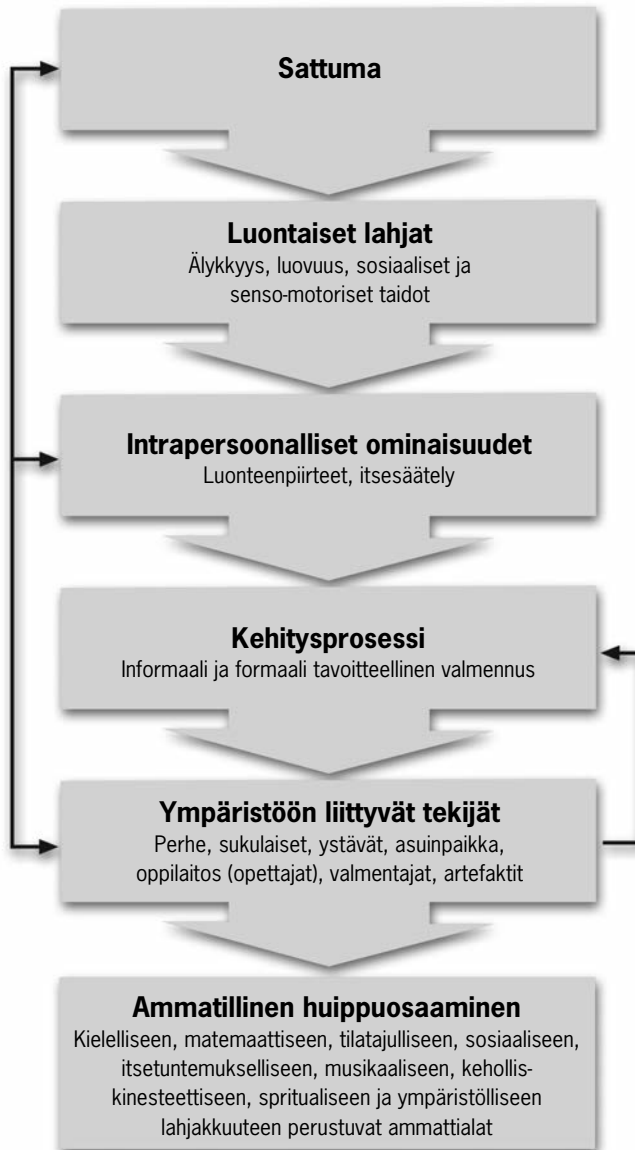 Sattuma
Luontaiset lahjat
Älykkyys, luovuus, sosiaaliset ja
senso-motoriset taidot
Intrapersoonalliset ominaisuudet
Luonteenpiirteet, itsesäätely
Kehitysprosessi
Informaali ja formaali tavoitteellinen valmennus
Ympäristöön liittyvät tekijät
Perhe, sukulaiset, ystävät, asuinpaikka,
oppilaitos (opettajat), valmentajat, artefaktit
Ammatillinen huippuosaaminen
Kielelliseen, matemaattiseen, tilatajulliseen, sosiaaliseen,
itsetuntemukselliseen, musikaaliseen, kehollis-
kinesteettiseen, spritualiseen ja ympäristölliseen
lahjakkuuteen perustuvat ammattialat